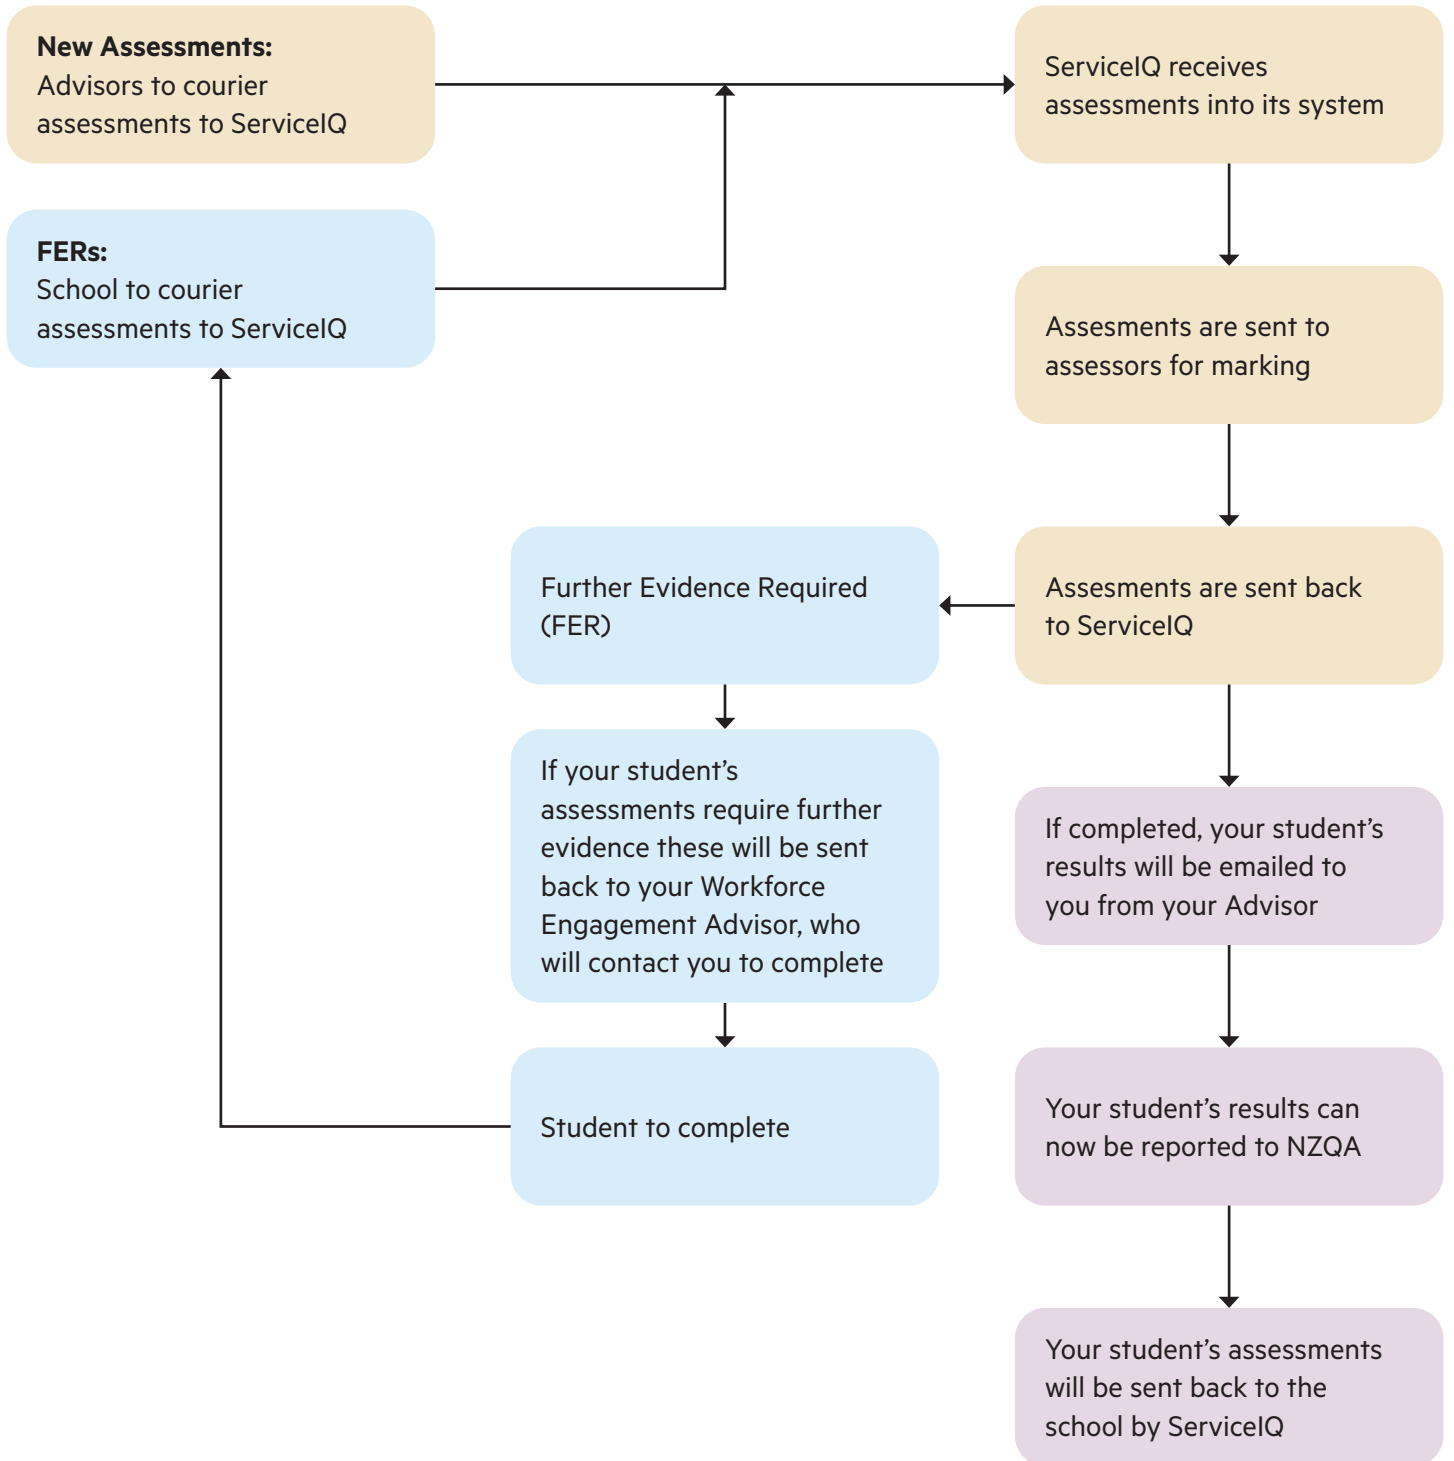 New Assessments:
Advisors to courier
assessments to ServiceIQ
ServiceIQ receives
assessments into its system
FERs:
School to courier
assessments to ServiceIQ
Assesments are sent to
assessors for marking
Further Evidence Required
(FER)
Assesments are sent back
to ServiceIQ
If your student’s
assessments require further
evidence these will be sent
back to your Workforce
Engagement Advisor, who
will contact you to complete
If completed, your student’s
results will be emailed to
you from your Advisor
Student to complete
Your student’s results can
now be reported to NZQA
Your student’s assessments
will be sent back to the
school by ServiceIQ